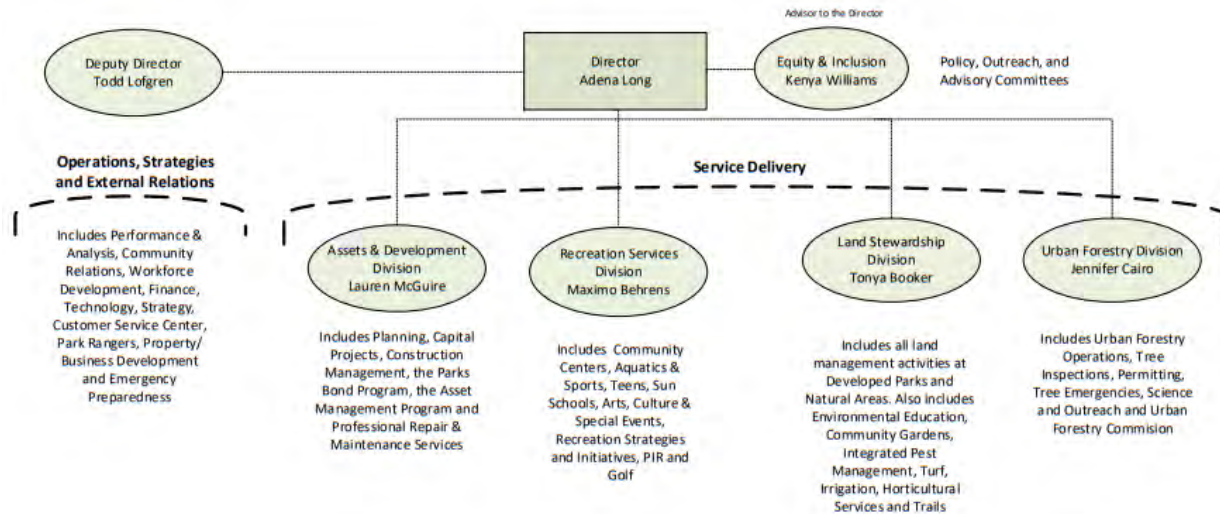 Advisor to the Director
Deputy Director
Todd Lofgren
Director
Adena Long
Equity & Inclusion
Kenya Williams
Policy, Outreach, and
Advisory Committees
Operations, Strategies
and External Relations
Includes Performance &
Analysis, Community
Relations, Workforce
Development, Finance,
Technology, Strategy,
Customer Service Center,
Park Rangers, Property/
Business Development
and Emergency
Preparedness
Service Delivery
Assets & Development
Division
Lauren McGuire
Includes Planning, Capital
Projects, Construction
Management, the Parks
Bond Program, the Asset
Management Program and
Professional Repair &
Maintenance Services
Recreation Services
Division
Maximo Behrens
Includes Community
Centers, Aquatics &
Sports, Teens, Sun
Schools, Arts, Culture &
Special Events,
Recreation Strategies
and Initiatives, PIR and
Golf
Land Stewardship
Division
Tonya Booker
Includes all land
management activities at
Developed Parks and
Natural Areas. Also includes
Environmental Education,
Community Gardens,
Integrated Pest
Management, Turf,
Irrigation, Horticultural
Services and Trails
Urban Forestry Division
Jennifer Cairo
Includes Urban Forestry
Operations, Tree
Inspections, Permitting,
Tree Emergencies, Science
and Outreach and Urban
Forestry Commision